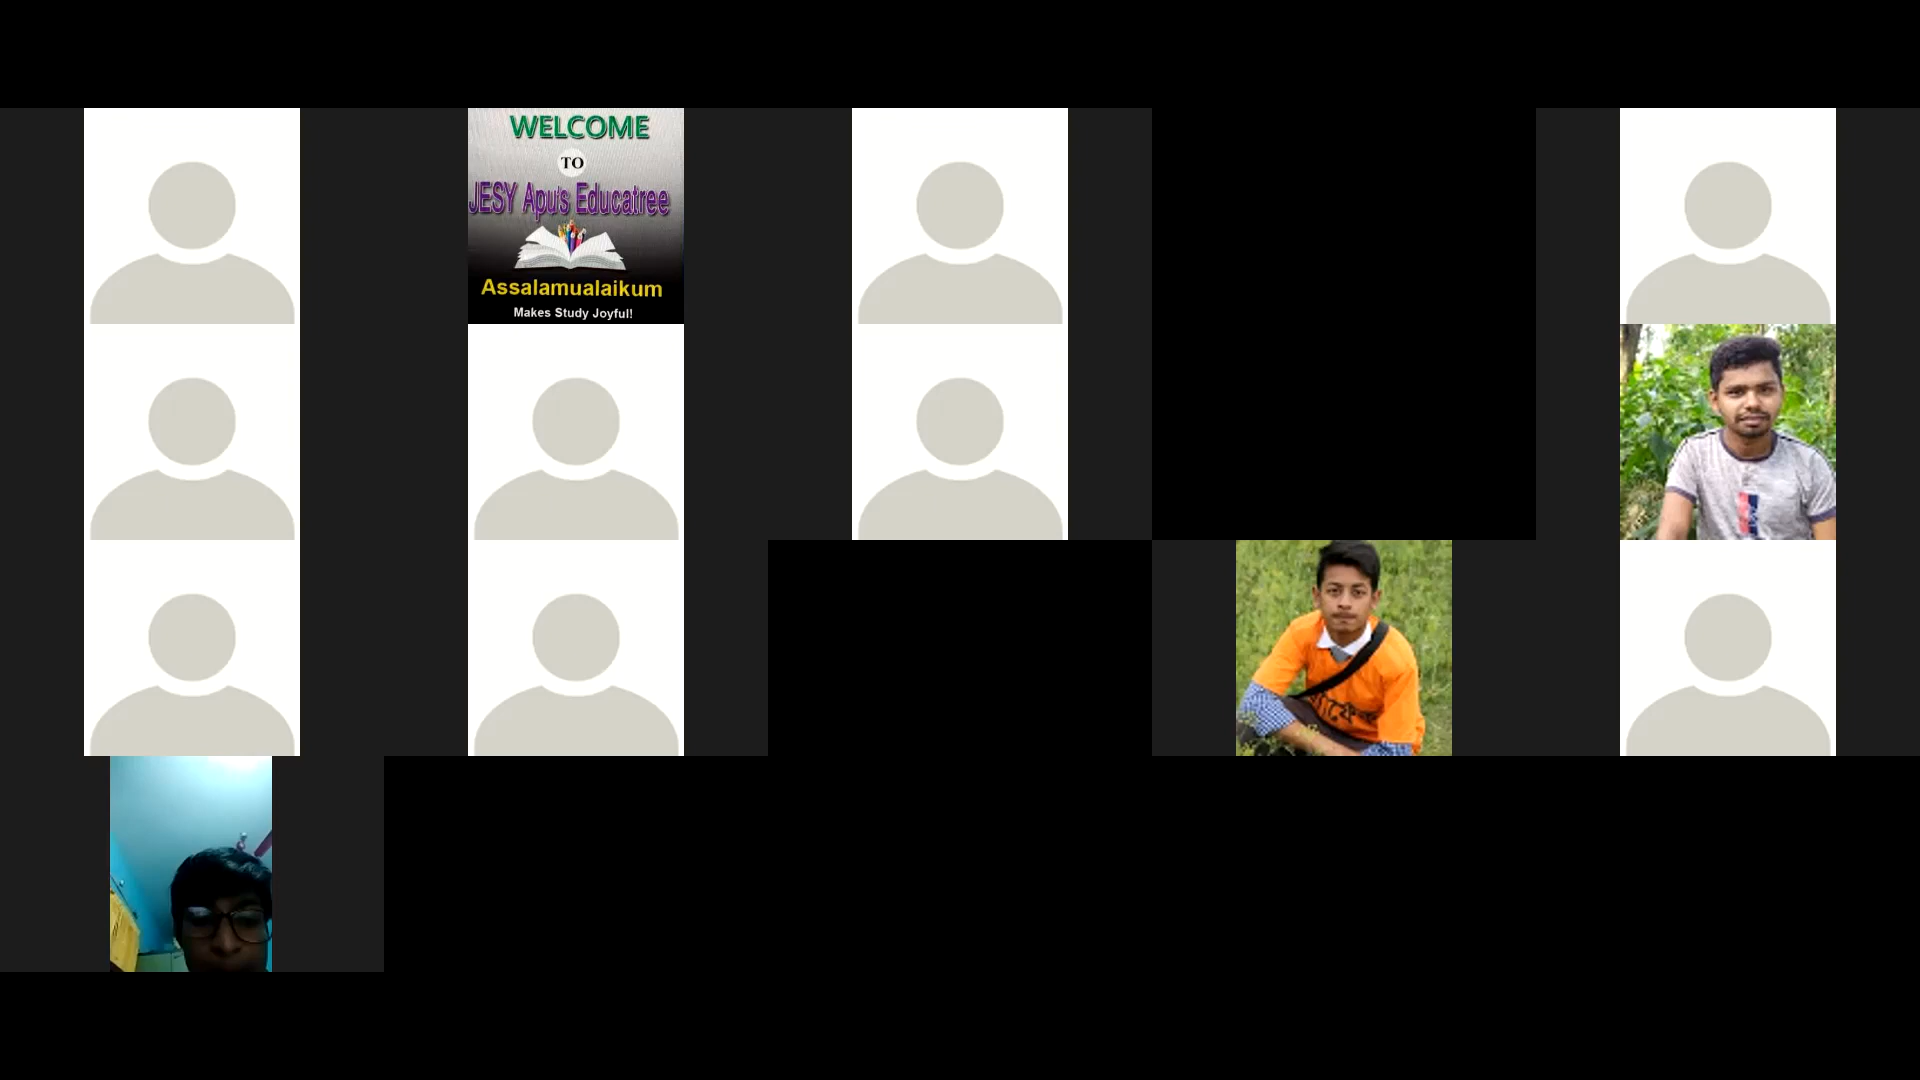 WELCOME
TO
JESY Apu's Educatree
Assalamualaikum
Makes Study Joyful!